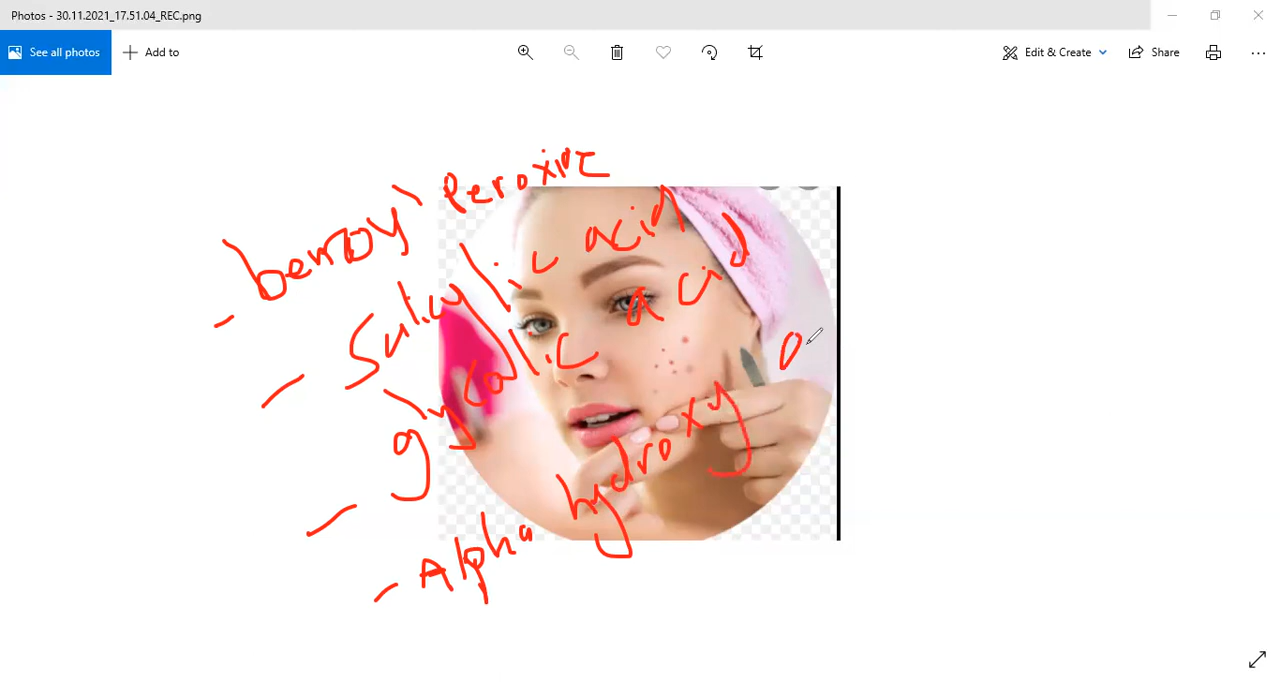 Photos - 30.11.2021_17.51.04_REC.png
See all photos
Add to
Edit & Create
Share
- benzoyl Peroxide
- Salicylic acid
- glycolic acid
- Alpha hydroxy a